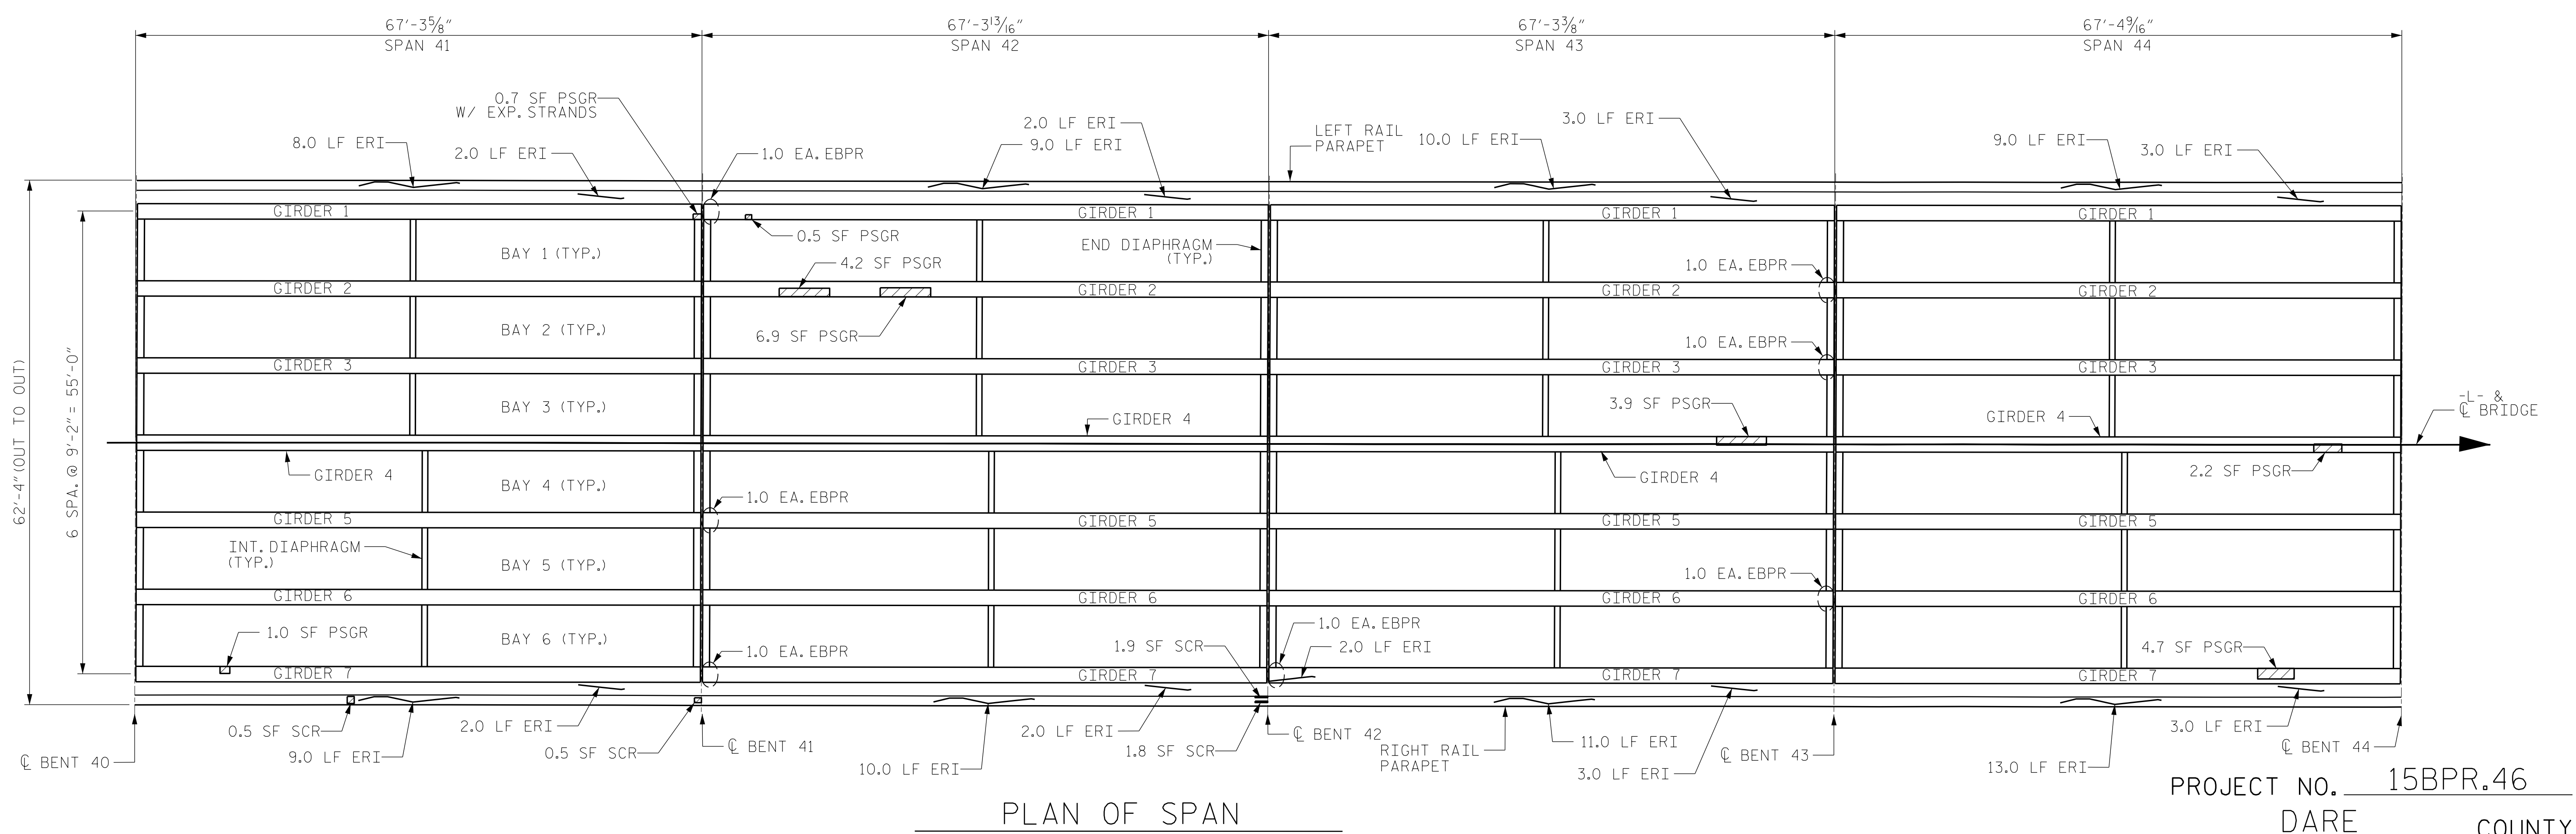 67'-3⅝"
SPAN 41
67'-3¹³⁄₁₆"
SPAN 42
67'-3⅜"
SPAN 43
67'-4⁹⁄₁₆"
SPAN 44
0.7 SF PSGR
W/ EXP. STRANDS
8.0 LF ERI
2.0 LF ERI
1.0 EA. EBPR
2.0 LF ERI
9.0 LF ERI
LEFT RAIL
PARAPET
10.0 LF ERI
3.0 LF ERI
9.0 LF ERI
3.0 LF ERI
GIRDER 1
GIRDER 1
GIRDER 1
GIRDER 1
0.5 SF PSGR
BAY 1 (TYP.)
4.2 SF PSGR
END DIAPHRAGM
(TYP.)
1.0 EA. EBPR
GIRDER 2
GIRDER 2
GIRDER 2
GIRDER 2
BAY 2 (TYP.)
6.9 SF PSGR
1.0 EA. EBPR
GIRDER 3
GIRDER 3
GIRDER 3
GIRDER 3
BAY 3 (TYP.)
GIRDER 4
3.9 SF PSGR
GIRDER 4
-L- &
℄ BRIDGE
62'-4" (OUT TO OUT)
6 SPA. @ 9'-2" = 55'-0"
GIRDER 4
BAY 4 (TYP.)
1.0 EA. EBPR
GIRDER 4
2.2 SF PSGR
GIRDER 5
GIRDER 5
GIRDER 5
GIRDER 5
INT. DIAPHRAGM
(TYP.)
BAY 5 (TYP.)
1.0 EA. EBPR
GIRDER 6
GIRDER 6
GIRDER 6
GIRDER 6
1.0 SF PSGR
BAY 6 (TYP.)
1.0 EA. EBPR
1.9 SF SCR
1.0 EA. EBPR
2.0 LF ERI
4.7 SF PSGR
GIRDER 7
GIRDER 7
GIRDER 7
GIRDER 7
0.5 SF SCR
9.0 LF ERI
2.0 LF ERI
0.5 SF SCR
℄ BENT 41
10.0 LF ERI
2.0 LF ERI
1.8 SF SCR
℄ BENT 42
RIGHT RAIL
PARAPET
11.0 LF ERI
3.0 LF ERI
℄ BENT 43
13.0 LF ERI
3.0 LF ERI
℄ BENT 44
℄ BENT 40
PLAN OF SPAN
PROJECT NO. 15BPR.46
DARE COUNTY